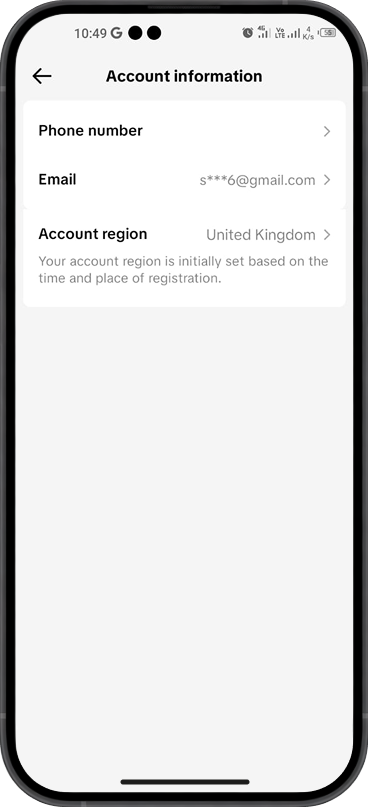 10:49 G
4G Vo LTE 4 K/s 58
Account information
Phone number
Email s***6@gmail.com
Account region United Kingdom
Your account region is initially set based on the
time and place of registration.